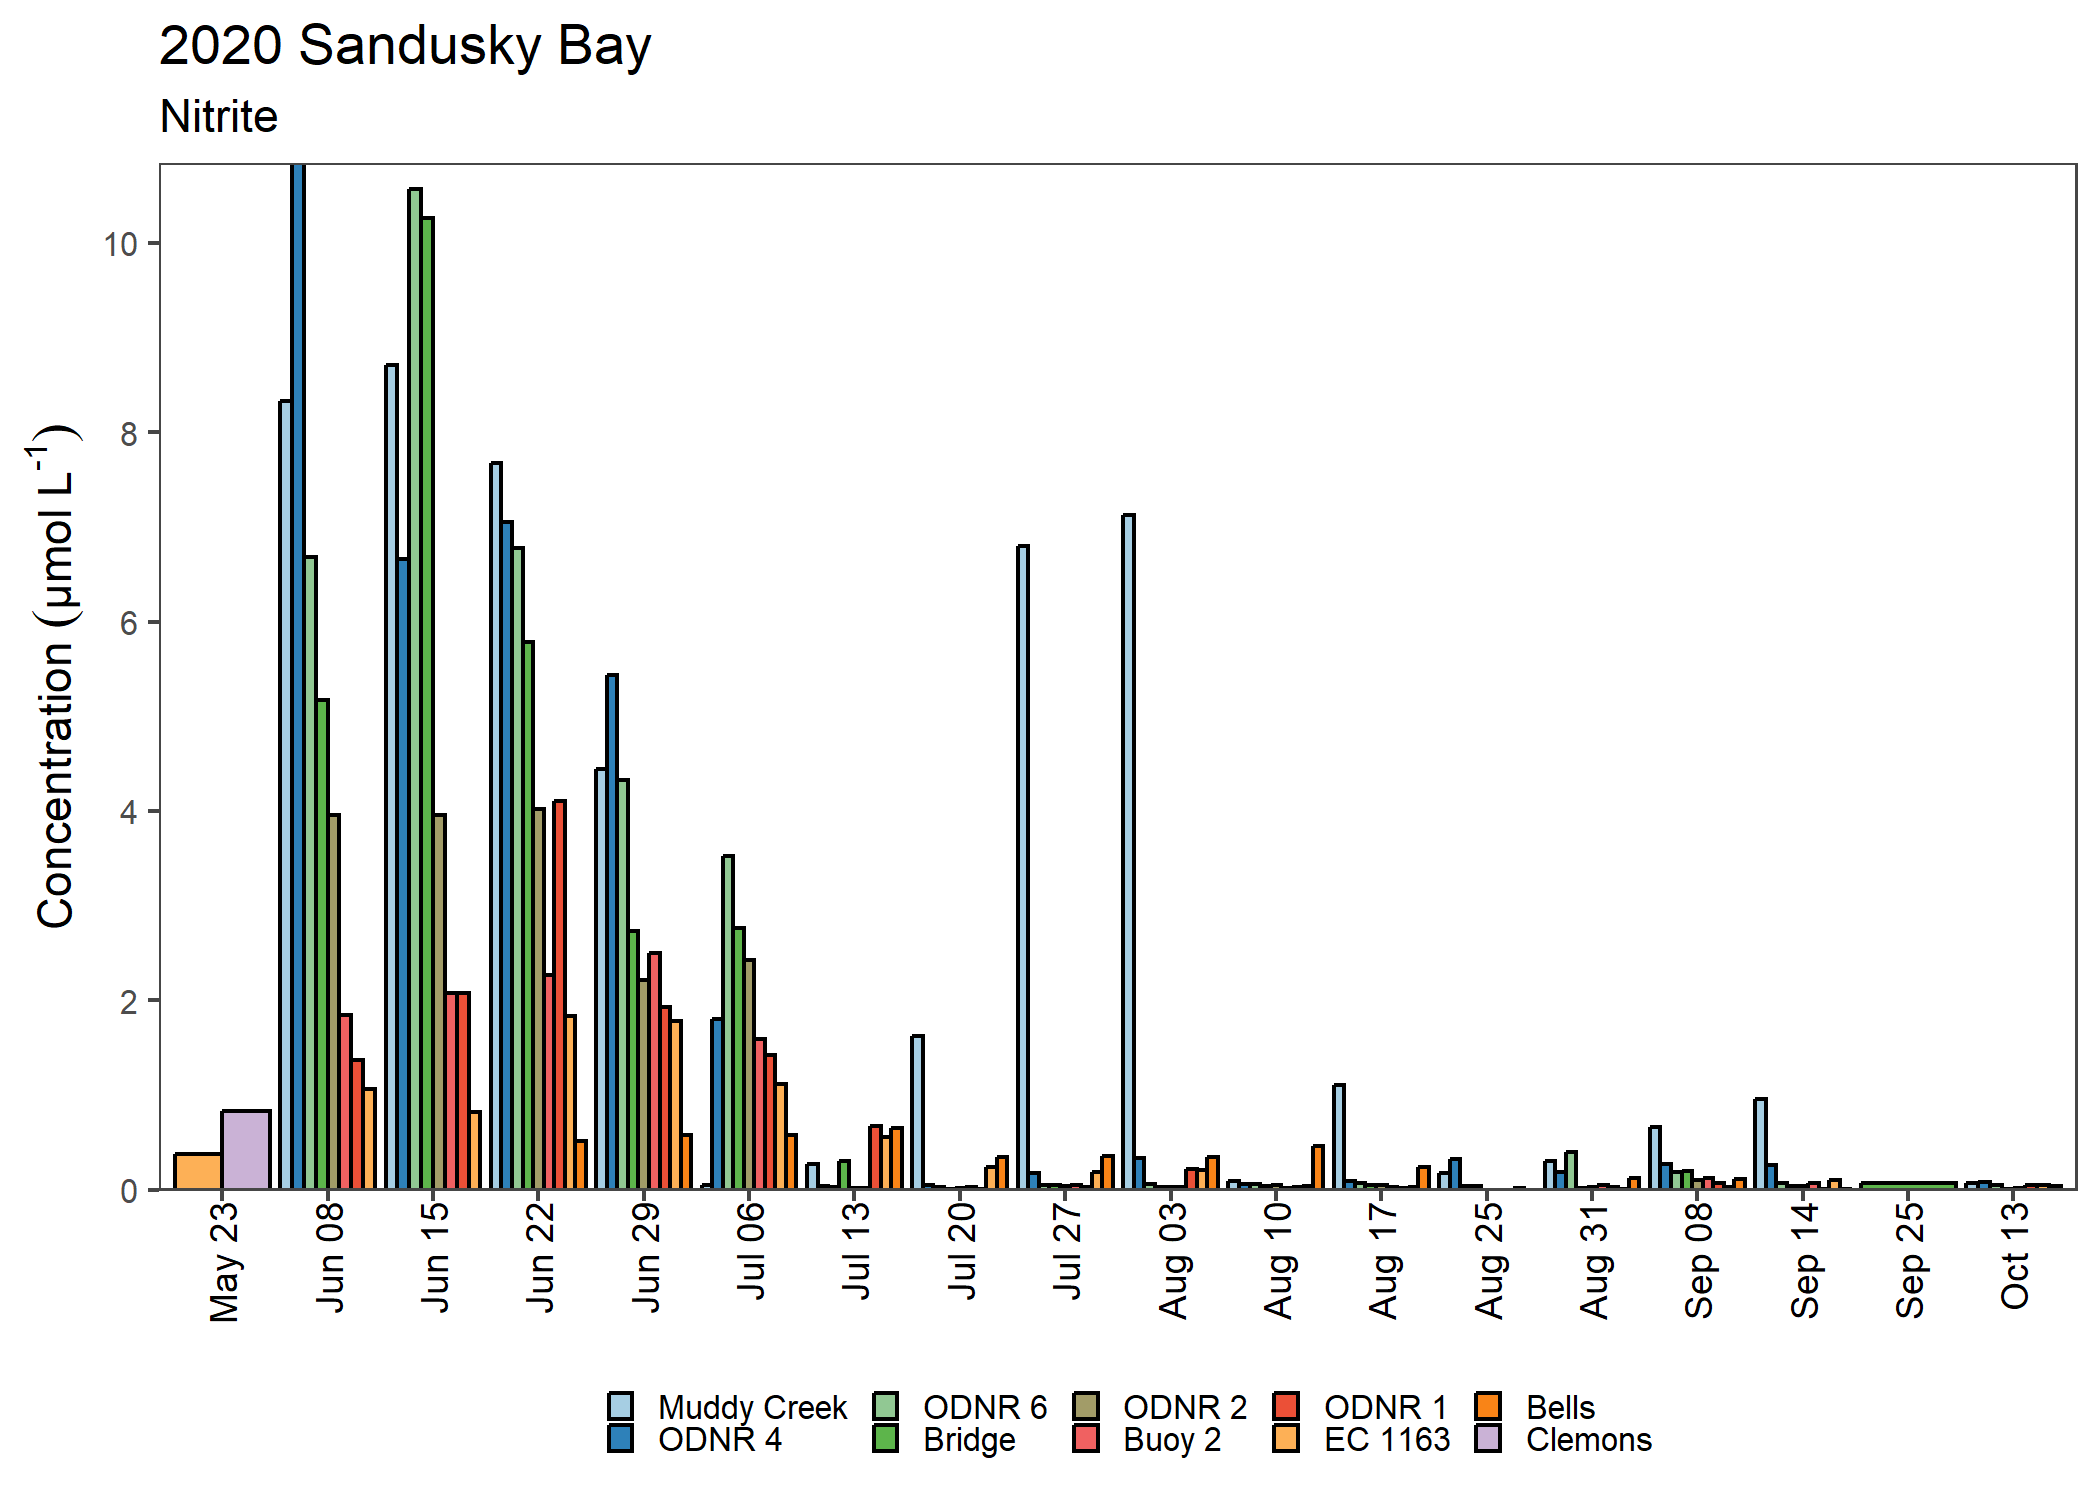 2020 Sandusky Bay
Nitrite
Concentration (μmol L⁻¹)
10
8
6
4
2
0
May 23
Jun 08
Jun 15
Jun 22
Jun 29
Jul 06
Jul 13
Jul 20
Jul 27
Aug 03
Aug 10
Aug 17
Aug 25
Aug 31
Sep 08
Sep 14
Sep 25
Oct 13
Muddy Creek ODNR 6 ODNR 2 ODNR 1 Bells
ODNR 4 Bridge Buoy 2 EC 1163 Clemons